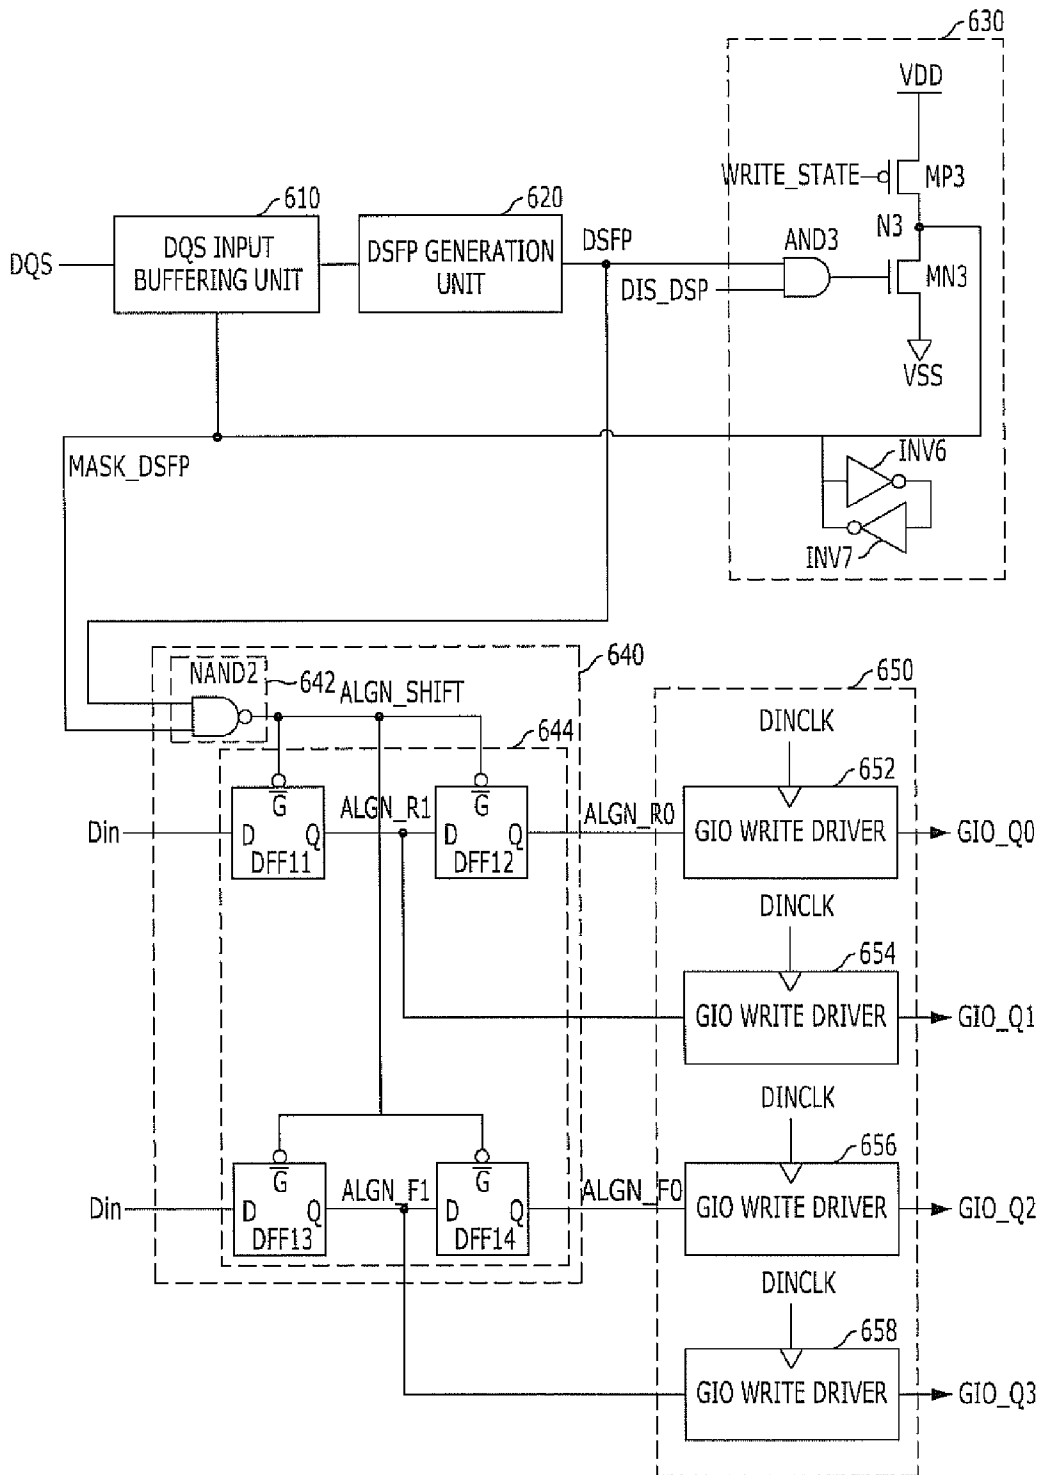 630
VDD
WRITE_STATE
MP3
N3
610
620
DQS
DQS INPUT
BUFFERING UNIT
DSFP GENERATION
UNIT
DSFP
DIS_DSP
AND3
MN3
VSS
MASK_DSFP
INV6
INV7
640
NAND2
642
ALGN_SHIFT
650
644
DINCLK
652
Din
G
D Q
DFF11
ALGN_R1
G
D Q
DFF12
ALGN_R0
GIO WRITE DRIVER
GIO_Q0
DINCLK
654
GIO WRITE DRIVER
GIO_Q1
DINCLK
656
Din
G
D Q
DFF13
ALGN_F1
G
D Q
DFF14
ALGN_F0
GIO WRITE DRIVER
GIO_Q2
DINCLK
658
GIO WRITE DRIVER
GIO_Q3